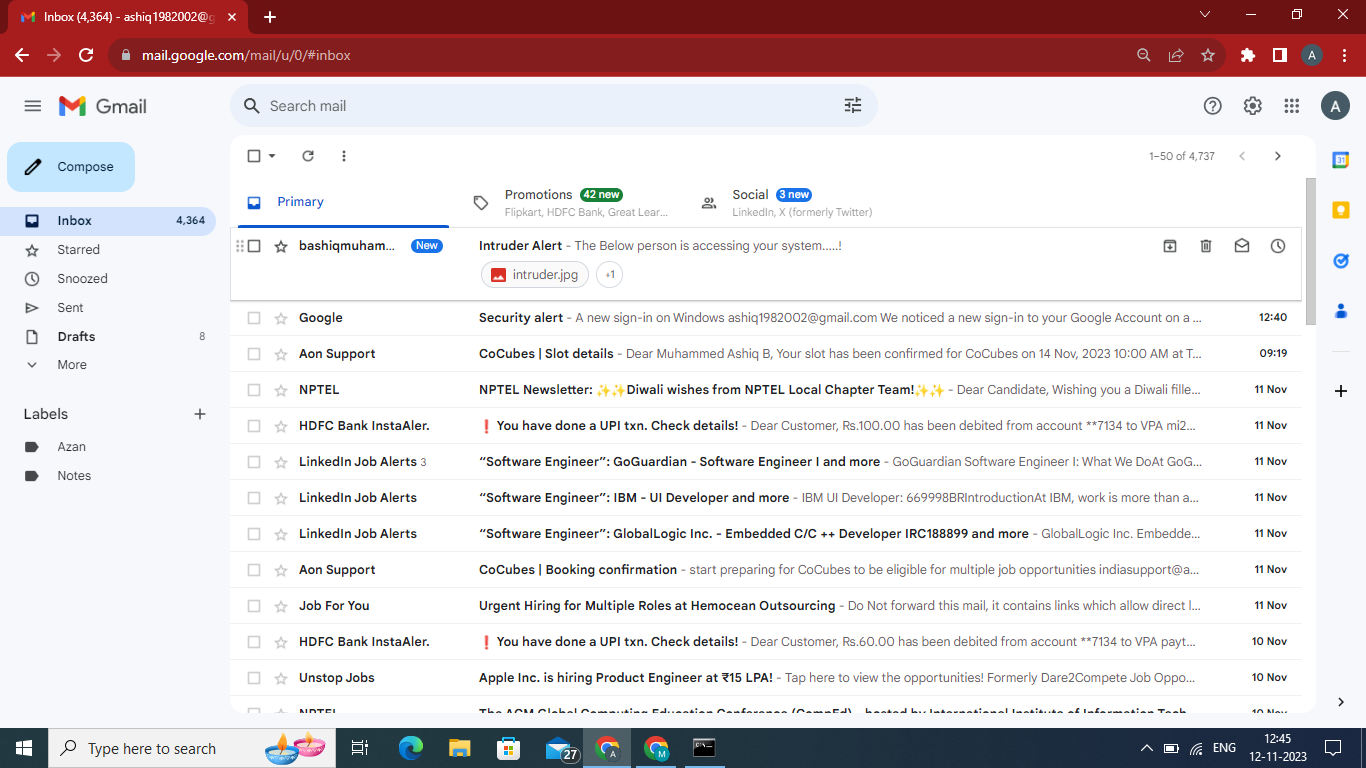 Inbox (4,364) - ashiq1982002@g
mail.google.com/mail/u/0/#inbox
A
Gmail
Search mail
A
Compose
1–50 of 4,737
Primary
Promotions 42 new
Flipkart, HDFC Bank, Great Lear...
Social 3 new
LinkedIn, X (formerly Twitter)
Inbox 4,364
Starred
Snoozed
Sent
Drafts 8
More
Labels
Azan
Notes
bashiqmuham... New Intruder Alert - The Below person is accessing your system.....!
intruder.jpg +1
Google Security alert - A new sign-in on Windows ashiq1982002@gmail.com We noticed a new sign-in to your Google Account on a ... 12:40
Aon Support CoCubes | Slot details - Dear Muhammed Ashiq B, Your slot has been confirmed for CoCubes on 14 Nov, 2023 10:00 AM at T... 09:19
NPTEL NPTEL Newsletter: ✨✨Diwali wishes from NPTEL Local Chapter Team!✨✨ - Dear Candidate, Wishing you a Diwali fille... 11 Nov
HDFC Bank InstaAler. ❗ You have done a UPI txn. Check details! - Dear Customer, Rs.100.00 has been debited from account **7134 to VPA mi2... 11 Nov
LinkedIn Job Alerts 3 “Software Engineer”: GoGuardian - Software Engineer I and more - GoGuardian Software Engineer I: What We DoAt GoG... 11 Nov
LinkedIn Job Alerts “Software Engineer”: IBM - UI Developer and more - IBM UI Developer: 669998BRIntroductionAt IBM, work is more than a... 11 Nov
LinkedIn Job Alerts “Software Engineer”: GlobalLogic Inc. - Embedded C/C ++ Developer IRC188899 and more - GlobalLogic Inc. Embedde... 11 Nov
Aon Support CoCubes | Booking confirmation - start preparing for CoCubes to be eligible for multiple job opportunities indiasupport@a... 11 Nov
Job For You Urgent Hiring for Multiple Roles at Hemocean Outsourcing - Do Not forward this mail, it contains links which allow direct l... 11 Nov
HDFC Bank InstaAler. ❗ You have done a UPI txn. Check details! - Dear Customer, Rs.60.00 has been debited from account **7134 to VPA payt... 10 Nov
Unstop Jobs Apple Inc. is hiring Product Engineer at ₹15 LPA! - Tap here to view the opportunities! Formerly Dare2Compete Job Oppo... 10 Nov
NPTEL The ACM Global Computing Education Conference (CompEd) - hosted by International Institute of Information Tech 10 Nov
31
Type here to search
27
A
M
ENG
12:45
12-11-2023